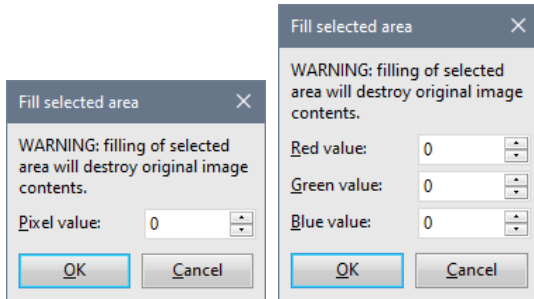 Fill selected area
WARNING: filling of selected
area will destroy original image
contents.
Pixel value: 0
OK Cancel
Fill selected area
WARNING: filling of selected
area will destroy original image
contents.
Red value: 0
Green value: 0
Blue value: 0
OK Cancel